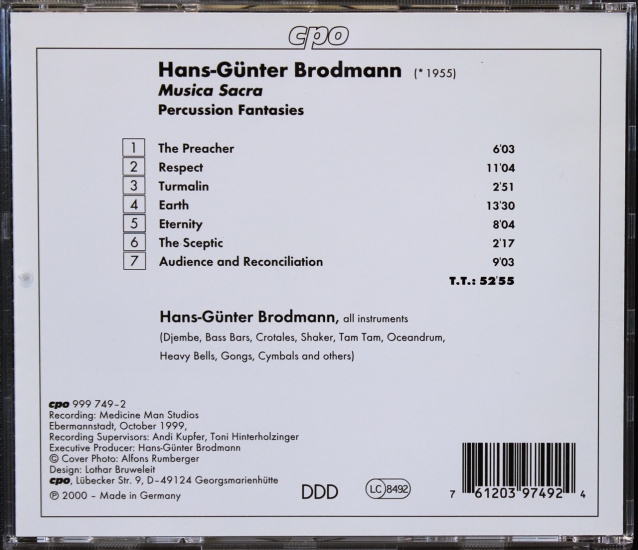 cpo
Hans-Günter Brodmann (*1955)
Musica Sacra
Percussion Fantasies
1 The Preacher 6'03
2 Respect 11'04
3 Turmalin 2'51
4 Earth 13'30
5 Eternity 8'04
6 The Sceptic 2'17
7 Audience and Reconciliation 9'03
T.T.: 52'55
Hans-Günter Brodmann, all instruments
(Djembe, Bass Bars, Crotales, Shaker, Tam Tam, Oceandrum,
Heavy Bells, Gongs, Cymbals and others)
cpo 999 749-2
Recording: Medicine Man Studios
Ebermannstadt, October 1999,
Recording Supervisors: Andi Kupfer, Toni Hinterholzinger
Executive Producer: Hans-Günter Brodmann
© Cover Photo: Alfons Rumberger
Design: Lothar Bruweleit
cpo, Lübecker Str. 9, D-49124 Georgsmarienhütte
℗ 2000 – Made in Germany
DDD
LC 8492
7 61203 97492 4